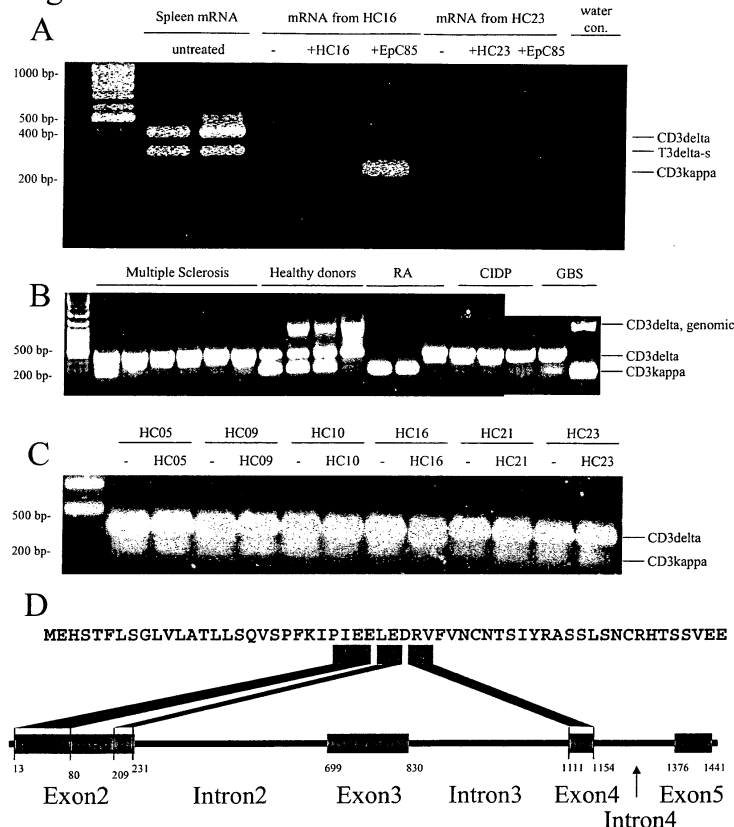 A
Spleen mRNA mRNA from HC16 mRNA from HC23 water con.
untreated - +HC16 +EpC85 - +HC23 +EpC85
1000 bp-
500 bp-
400 bp-
200 bp-
CD3delta
T3delta-s
CD3kappa
B
Multiple Sclerosis Healthy donors RA CIDP GBS
500 bp-
200 bp-
CD3delta, genomic
CD3delta
CD3kappa
C
HC05 HC09 HC10 HC16 HC21 HC23
- HC05 - HC09 - HC10 - HC16 - HC21 - HC23
500 bp-
200 bp-
CD3delta
CD3kappa
D
MEHSTFLSGLVLATLLSQVSPFKIPIEELEDRVFVNCNTSIYRASSLSNCRHTSSVEE
13 80 209 231 699 830 1111 1154 1376 1441
Exon2 Intron2 Exon3 Intron3 Exon4 Exon5
Intron4